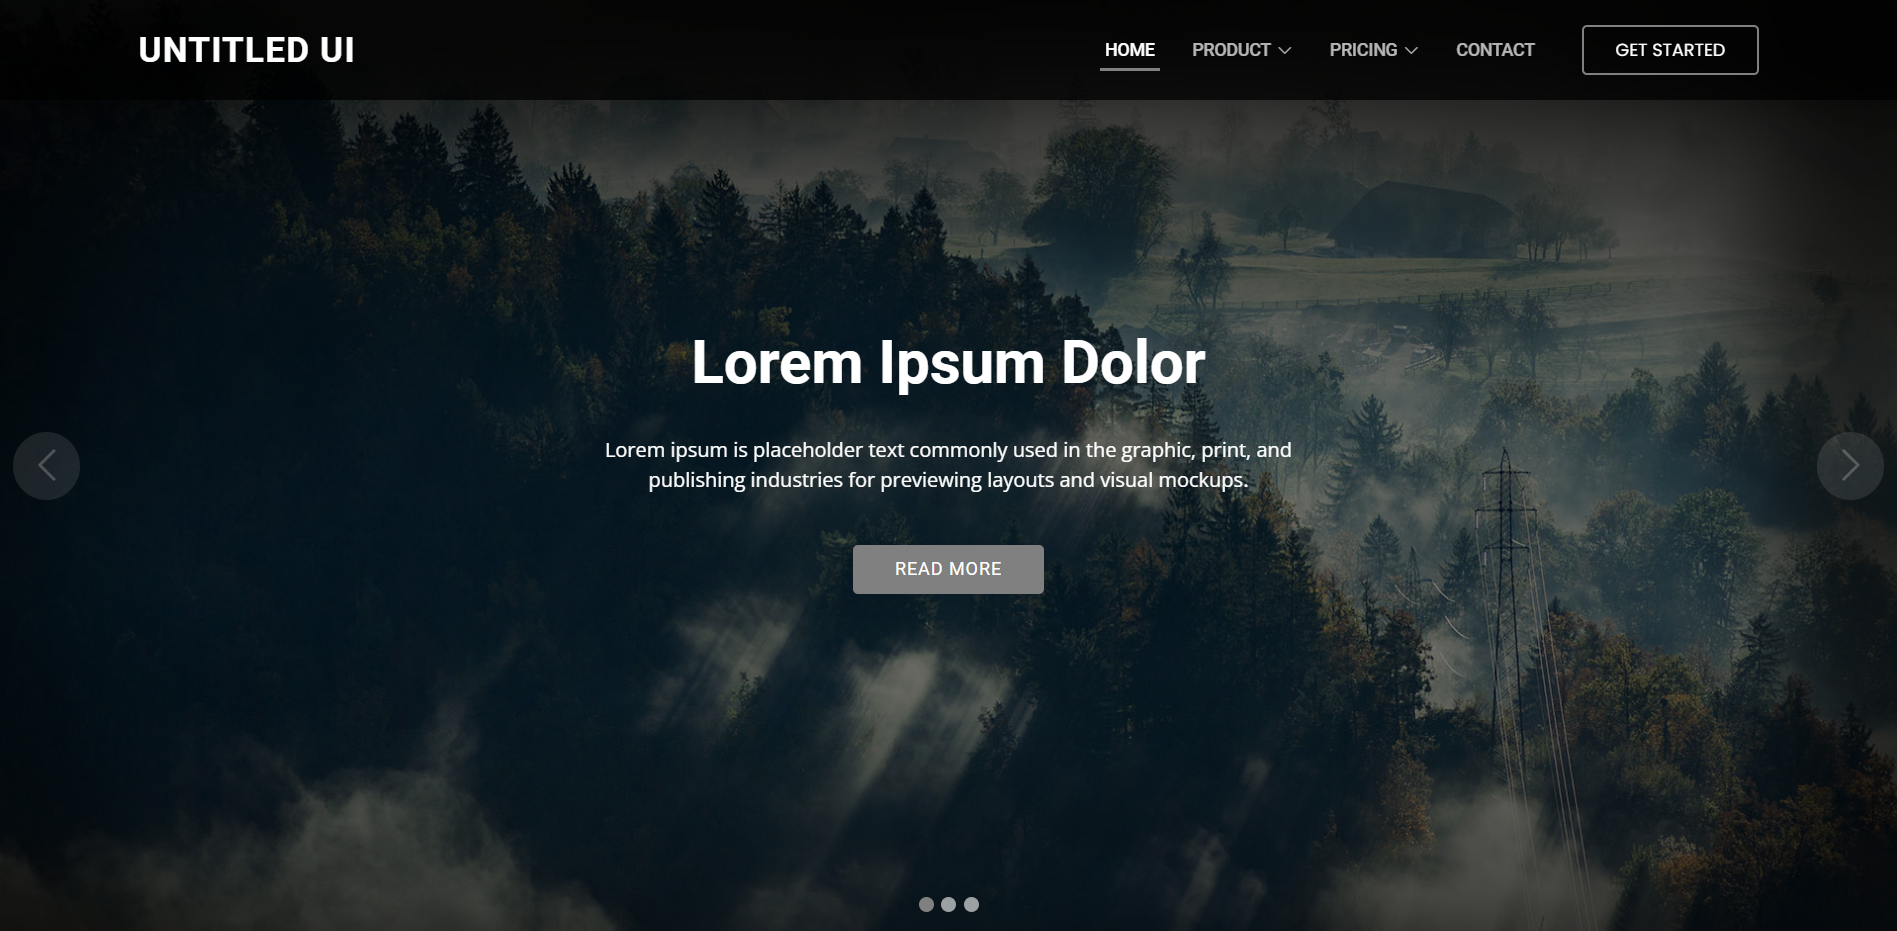 UNTITLED UI
HOME PRODUCT PRICING CONTACT GET STARTED
Lorem Ipsum Dolor
Lorem ipsum is placeholder text commonly used in the graphic, print, and
publishing industries for previewing layouts and visual mockups.
READ MORE